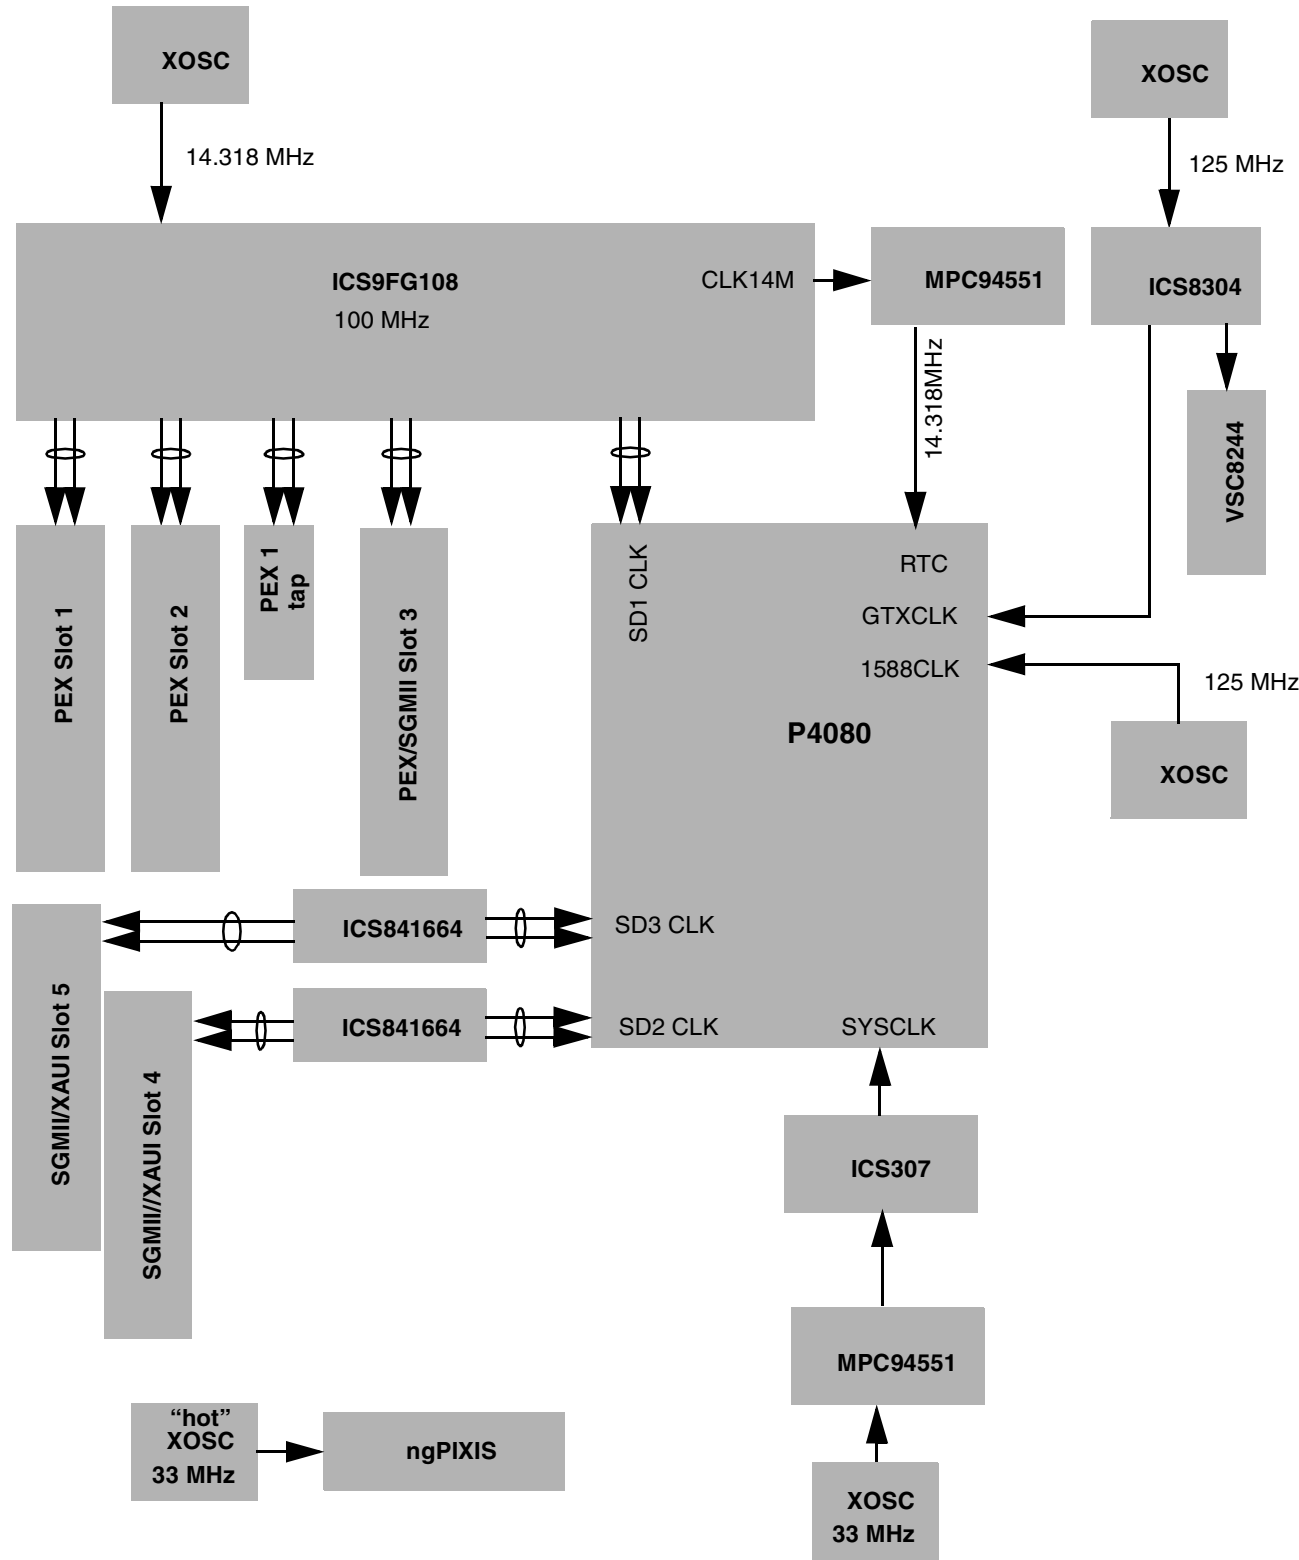 XOSC
XOSC
14.318 MHz
125 MHz
ICS9FG108
100 MHz
CLK14M
MPC94551
ICS8304
14.318MHz
VSC8244
PEX Slot 1
PEX Slot 2
PEX 1
tap
PEX/SGMII Slot 3
SD1 CLK
RTC
GTXCLK
1588CLK
P4080
125 MHz
XOSC
ICS841664
SD3 CLK
ICS841664
SD2 CLK
SYSCLK
SGMII/XAUI Slot 5
SGMII//XAUI Slot 4
ICS307
MPC94551
“hot”
XOSC
33 MHz
ngPIXIS
XOSC
33 MHz